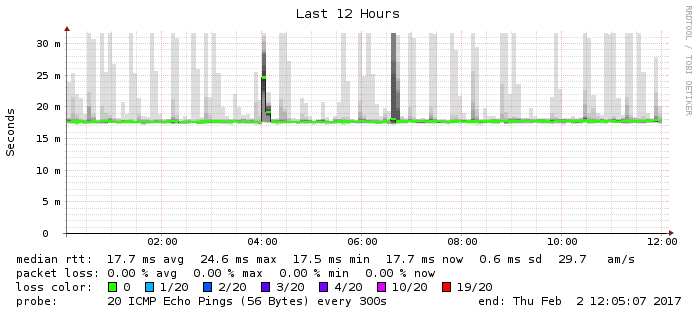 Last 12 Hours
RRDTOOL / TOBI OETIKER
Seconds
30 m
25 m
20 m
15 m
10 m
5 m
0
02:00 04:00 06:00 08:00 10:00 12:00
median rtt: 17.7 ms avg 24.6 ms max 17.5 ms min 17.7 ms now 0.6 ms sd 29.7 am/s
packet loss: 0.00 % avg 0.00 % max 0.00 % min 0.00 % now
loss color: 0 1/20 2/20 3/20 4/20 10/20 19/20
probe: 20 ICMP Echo Pings (56 Bytes) every 300s end: Thu Feb 2 12:05:07 2017